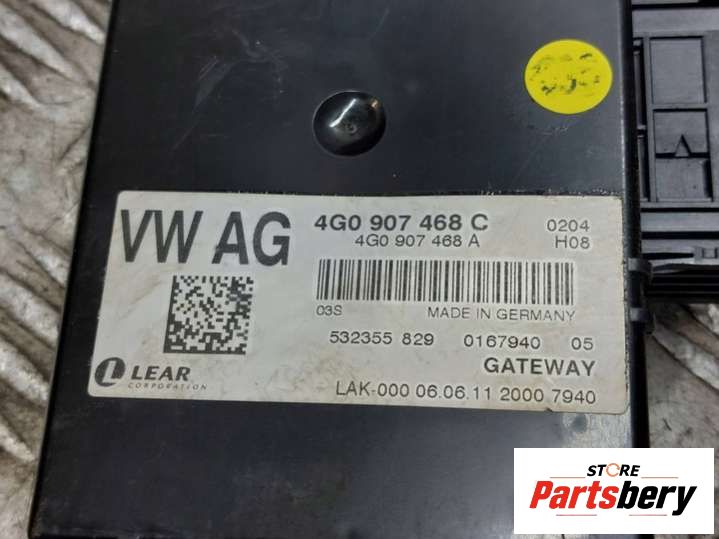 VW AG
4G0 907 468 C
0204
4G0 907 468 A
H08
03S
MADE IN GERMANY
532355 829
0167940
05
GATEWAY
LEAR
CORPORATION
LAK-000 06.06.11 2000 7940
STORE
Partsbery